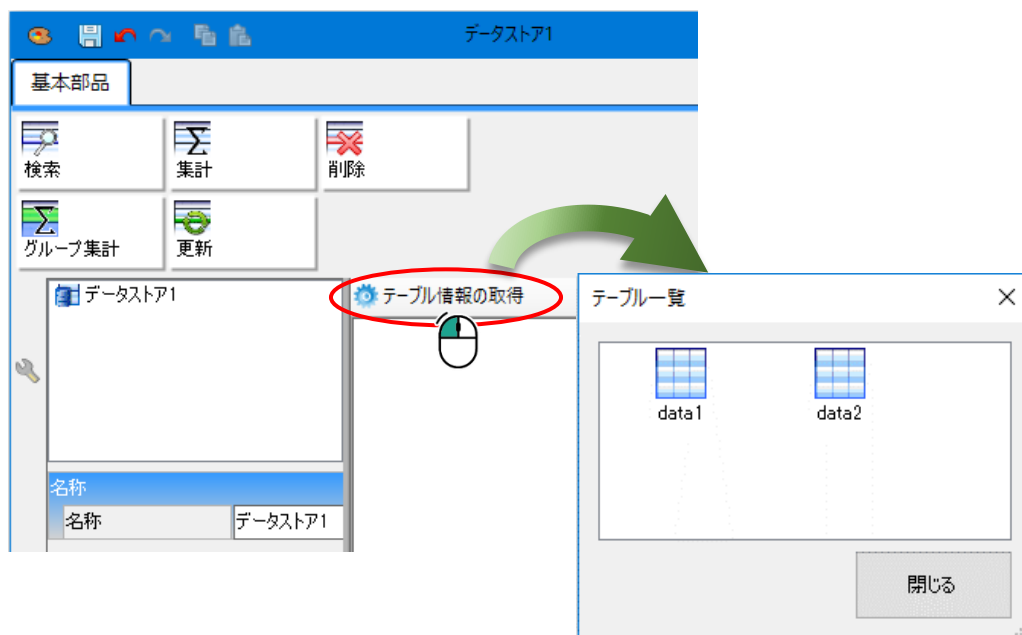 データストア1
基本部品
検索
集計
削除
グループ集計
更新
データストア1
テーブル情報の取得
名称
名称
データストア1
テーブル一覧
data1
data2
閉じる